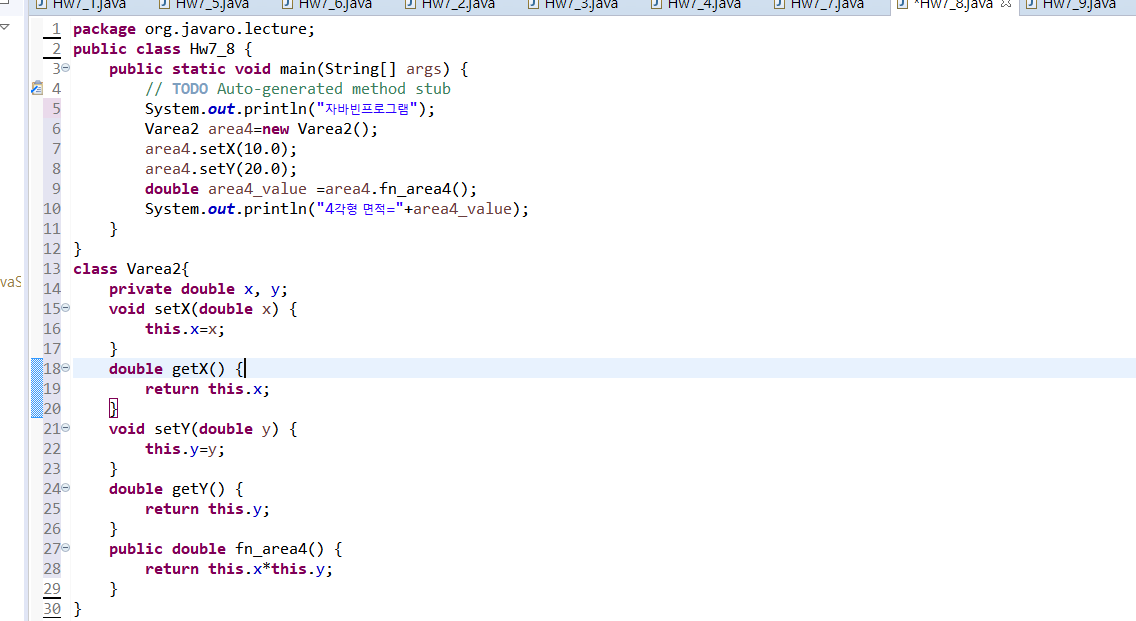 Hw7_1.java Hw7_5.java Hw7_6.java Hw7_2.java Hw7_3.java Hw7_4.java Hw7_7.java *Hw7_8.java Hw7_9.java
1 package org.javaro.lecture;
2 public class Hw7_8 {
3 public static void main(String[] args) {
4 // TODO Auto-generated method stub
5 System.out.println("자바빈프로그램");
6 Varea2 area4=new Varea2();
7 area4.setX(10.0);
8 area4.setY(20.0);
9 double area4_value =area4.fn_area4();
10 System.out.println("4각형 면적="+area4_value);
11 }
12 }
13 class Varea2{
14 private double x, y;
15 void setX(double x) {
16 this.x=x;
17 }
vaS
18 double getX() {
19 return this.x;
20 }
21 void setY(double y) {
22 this.y=y;
23 }
24 double getY() {
25 return this.y;
26 }
27 public double fn_area4() {
28 return this.x*this.y;
29 }
30 }